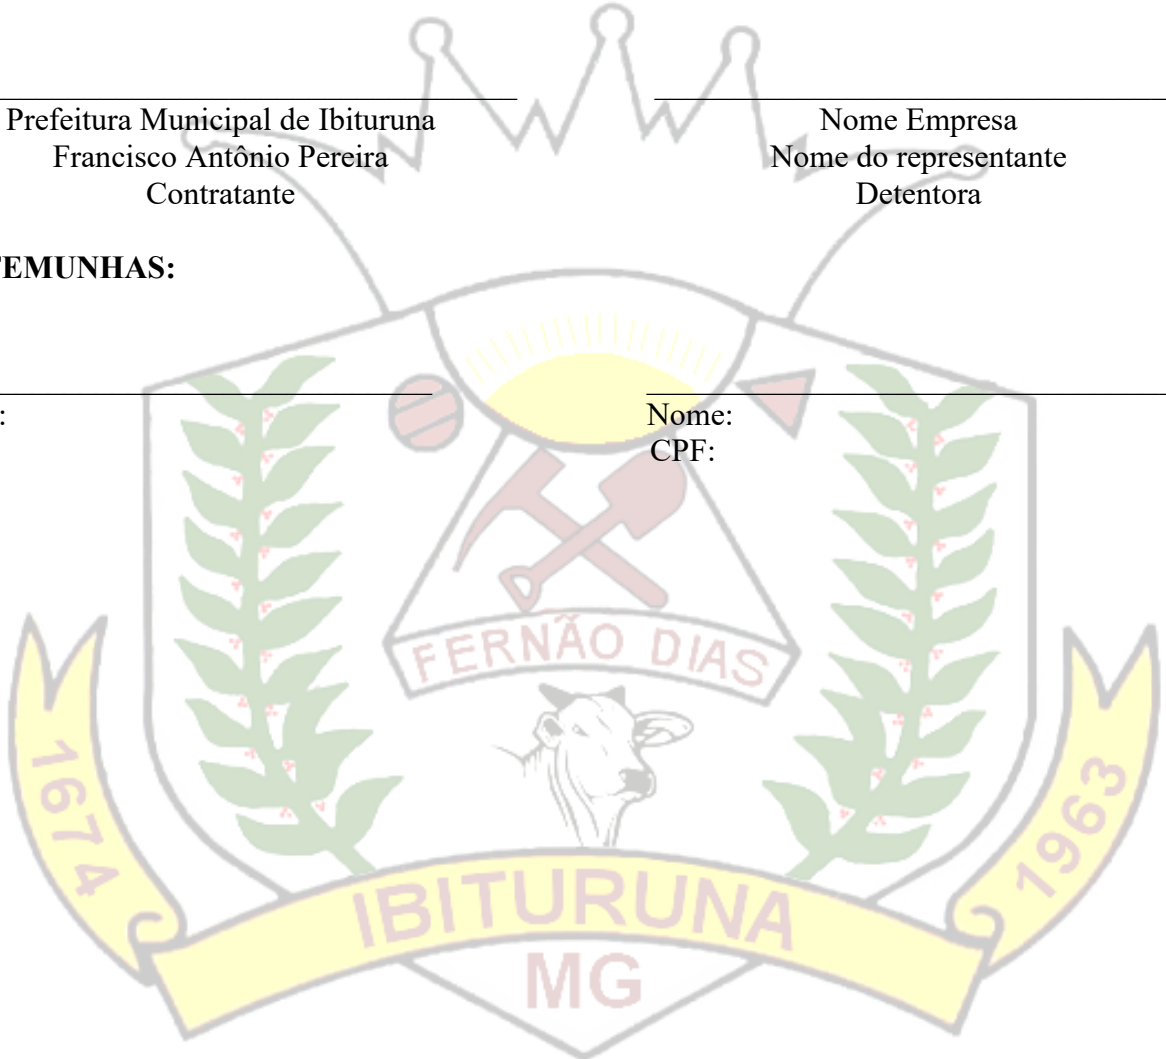 Prefeitura Municipal de Ibituruna
Francisco Antônio Pereira
Contratante
Nome Empresa
Nome do representante
Detentora
TEMUNHAS:
:
Nome:
CPF:
FERNÃO DIAS
1674
1963
IBITURUNA
MG